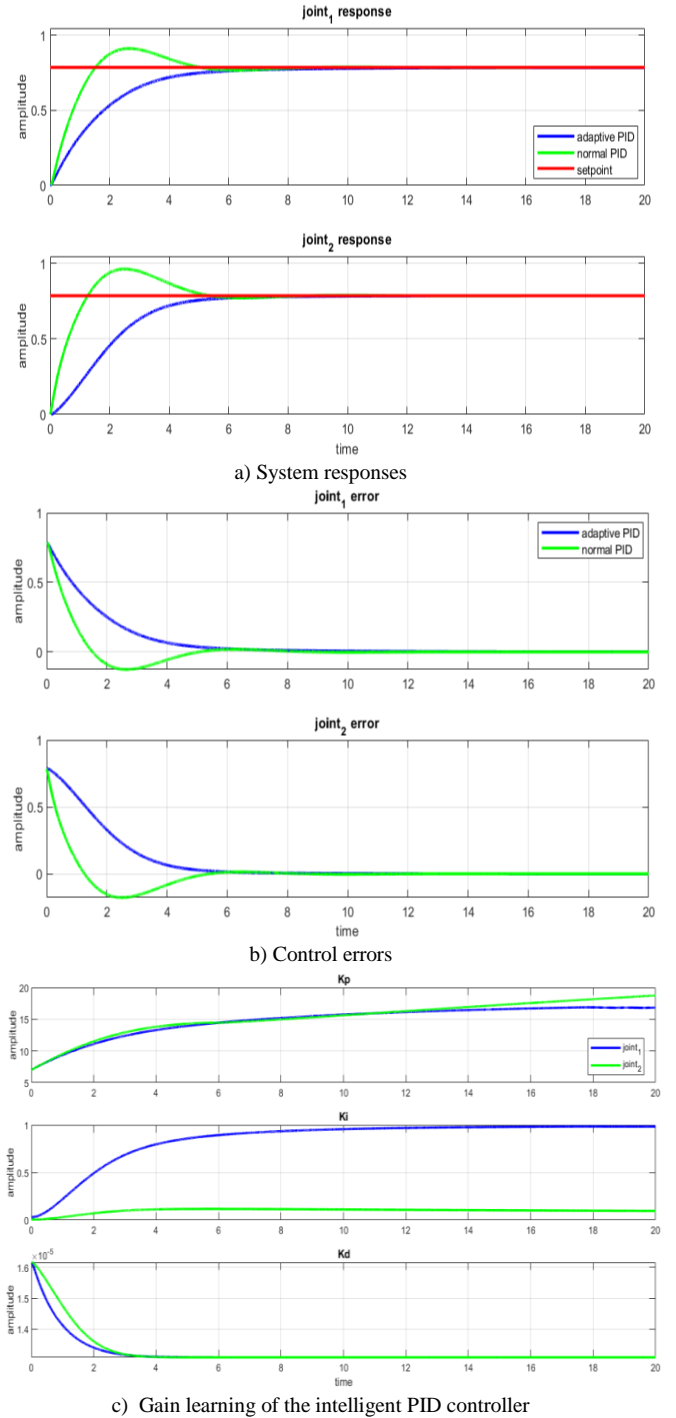 joint1 response
amplitude
1
0.5
0
adaptive PID
normal PID
setpoint
0 2 4 6 8 10 12 14 16 18 20
joint2 response
amplitude
1
0.5
0
0 2 4 6 8 10 12 14 16 18 20
time
a) System responses
joint1 error
amplitude
1
0.5
0
adaptive PID
normal PID
0 2 4 6 8 10 12 14 16 18 20
joint2 error
amplitude
1
0.5
0
0 2 4 6 8 10 12 14 16 18 20
time
b) Control errors
Kp
amplitude
20
15
10
5
joint1
joint2
0 2 4 6 8 10 12 14 16 18 20
Ki
amplitude
1
0.5
0
0 2 4 6 8 10 12 14 16 18 20
Kd
×10-5
amplitude
1.6
1.5
1.4
0 2 4 6 8 10 12 14 16 18 20
time
c) Gain learning of the intelligent PID controller